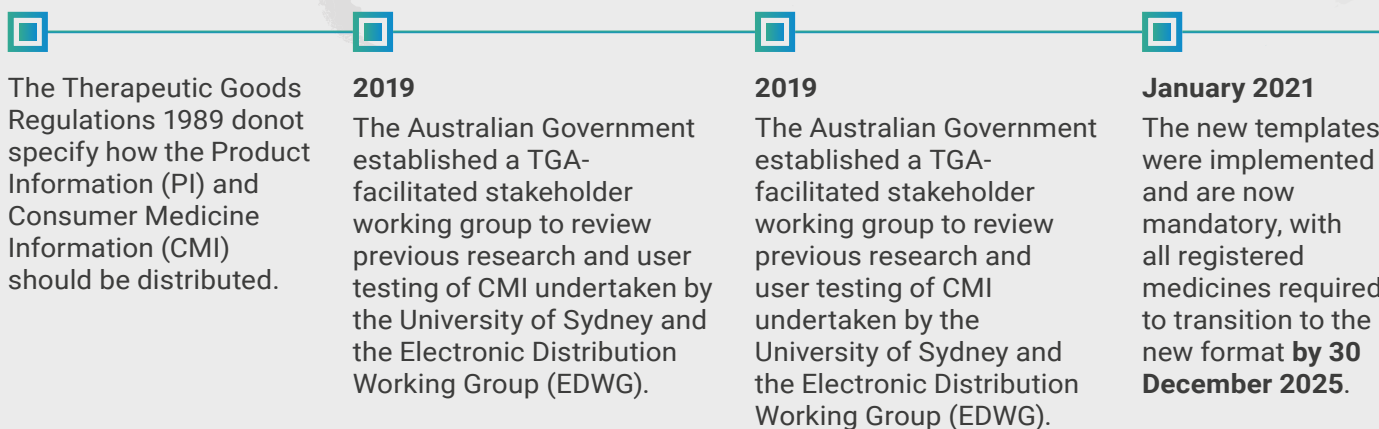 The Therapeutic Goods
Regulations 1989 donot
specify how the Product
Information (PI) and
Consumer Medicine
Information (CMI)
should be distributed.
2019
The Australian Government
established a TGA-
facilitated stakeholder
working group to review
previous research and user
testing of CMI undertaken by
the University of Sydney and
the Electronic Distribution
Working Group (EDWG).
2019
The Australian Government
established a TGA-
facilitated stakeholder
working group to review
previous research and
user testing of CMI
undertaken by the
University of Sydney and
the Electronic Distribution
Working Group (EDWG).
January 2021
The new templates
were implemented
and are now
mandatory, with
all registered
medicines required
to transition to the
new format by 30
December 2025.